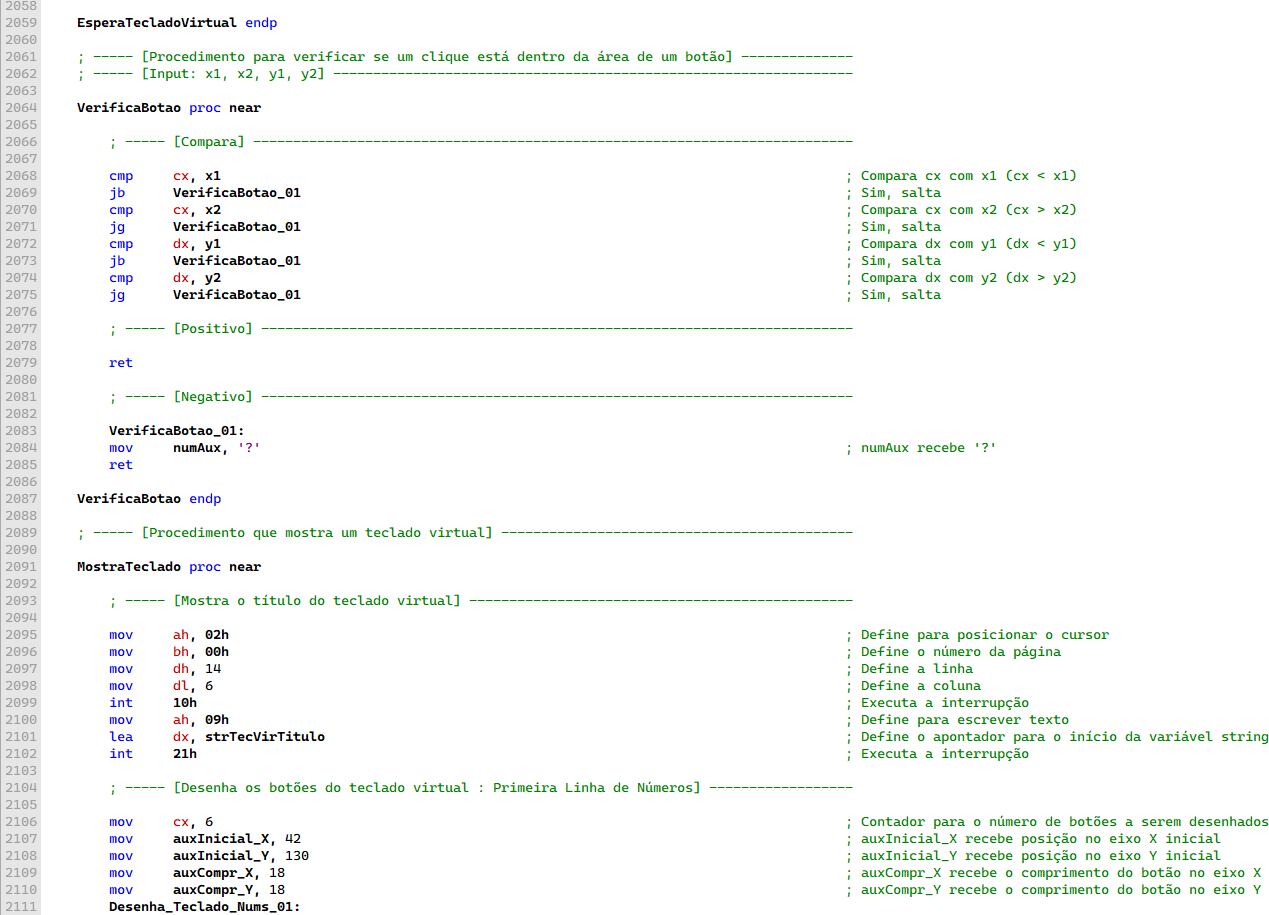 2058
2059 EsperaTecladoVirtual endp
2060
2061 ; ----- [Procedimento para verificar se um clique está dentro da área de um botão] --------------
2062 ; ----- [Input: x1, x2, y1, y2] -----------------------------------------------------------------
2063
2064 VerificaBotao proc near
2065
2066 ; ----- [Compara] ---------------------------------------------------------------------------
2067
2068 cmp cx, x1 ; Compara cx com x1 (cx < x1)
2069 jb VerificaBotao_01 ; Sim, salta
2070 cmp cx, x2 ; Compara cx com x2 (cx > x2)
2071 jg VerificaBotao_01 ; Sim, salta
2072 cmp dx, y1 ; Compara dx com y1 (dx < y1)
2073 jb VerificaBotao_01 ; Sim, salta
2074 cmp dx, y2 ; Compara dx com y2 (dx > y2)
2075 jg VerificaBotao_01 ; Sim, salta
2076
2077 ; ----- [Positivo] --------------------------------------------------------------------------
2078
2079 ret
2080
2081 ; ----- [Negativo] --------------------------------------------------------------------------
2082
2083 VerificaBotao_01:
2084 mov numAux, '?' ; numAux recebe '?'
2085 ret
2086
2087 VerificaBotao endp
2088
2089 ; ----- [Procedimento que mostra um teclado virtual] --------------------------------------------
2090
2091 MostraTeclado proc near
2092
2093 ; ----- [Mostra o título do teclado virtual] ------------------------------------------------
2094
2095 mov ah, 02h ; Define para posicionar o cursor
2096 mov bh, 00h ; Define o número da página
2097 mov dh, 14 ; Define a linha
2098 mov dl, 6 ; Define a coluna
2099 int 10h ; Executa a interrupção
2100 mov ah, 09h ; Define para escrever texto
2101 lea dx, strTecVirTitulo ; Define o apontador para o início da variável string
2102 int 21h ; Executa a interrupção
2103
2104 ; ----- [Desenha os botões do teclado virtual : Primeira Linha de Números] ------------------
2105
2106 mov cx, 6 ; Contador para o número de botões a serem desenhados
2107 mov auxInicial_X, 42 ; auxInicial_X recebe posição no eixo X inicial
2108 mov auxInicial_Y, 130 ; auxInicial_Y recebe posição no eixo Y inicial
2109 mov auxCompr_X, 18 ; auxCompr_X recebe o comprimento do botão no eixo X
2110 mov auxCompr_Y, 18 ; auxCompr_Y recebe o comprimento do botão no eixo Y
2111 Desenha_Teclado_Nums_01: